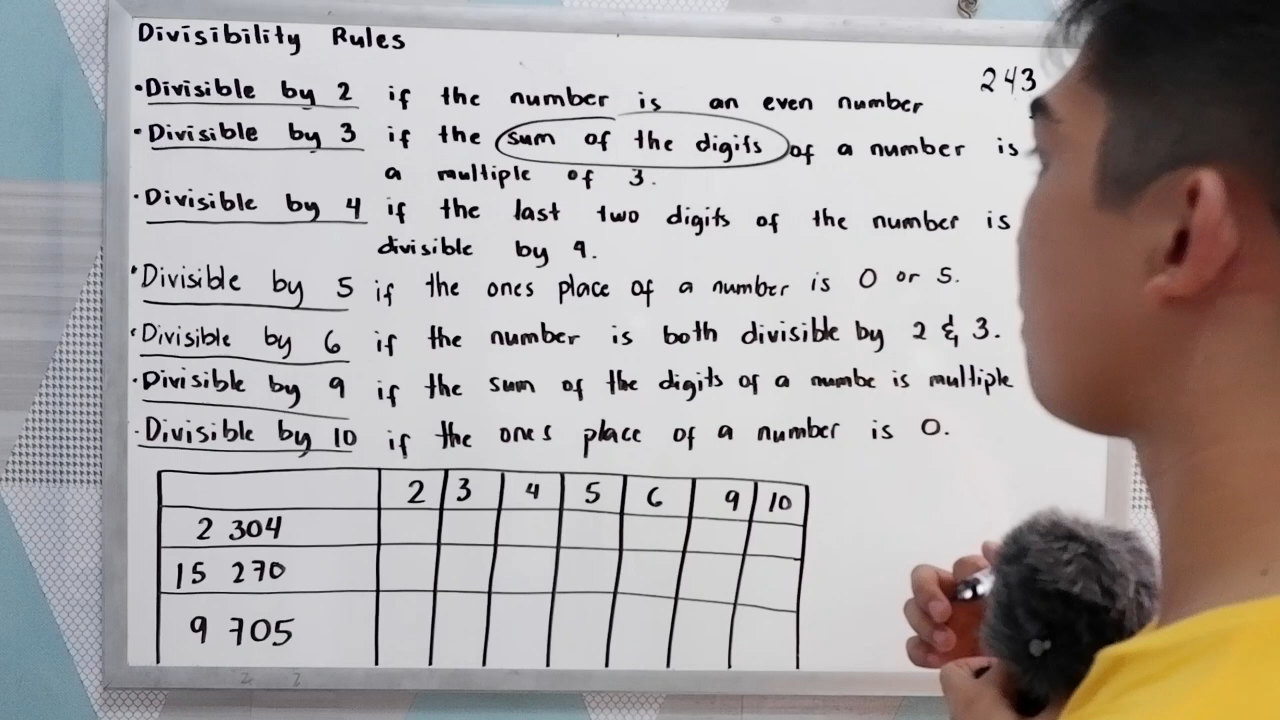 Divisibility Rules
243
• Divisible by 2 if the number is an even number
• Divisible by 3 if the sum of the digits of a number is
a multiple of 3.
• Divisible by 4 if the last two digits of the number is
divisible by 4.
• Divisible by 5 if the ones place of a number is 0 or 5.
• Divisible by 6 if the number is both divisible by 2 & 3.
• Divisible by 9 if the sum of the digits of a numbe is multiple
• Divisible by 10 if the ones place of a number is 0.
2 3 4 5 6 9 10
2 304
15 270
9 705